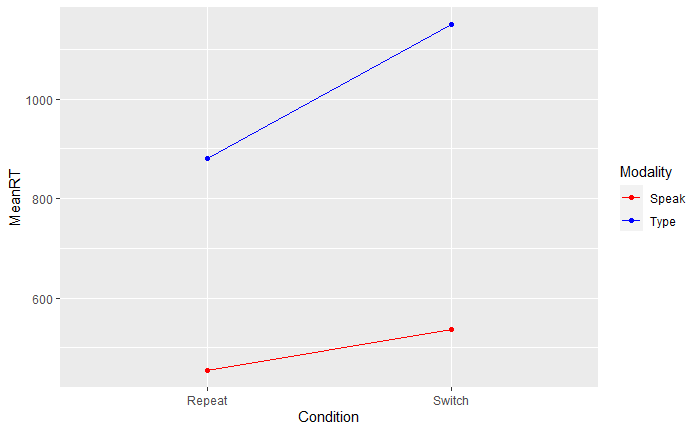 1000
800
600
MeanRT
Repeat
Switch
Condition
Modality
Speak
Type